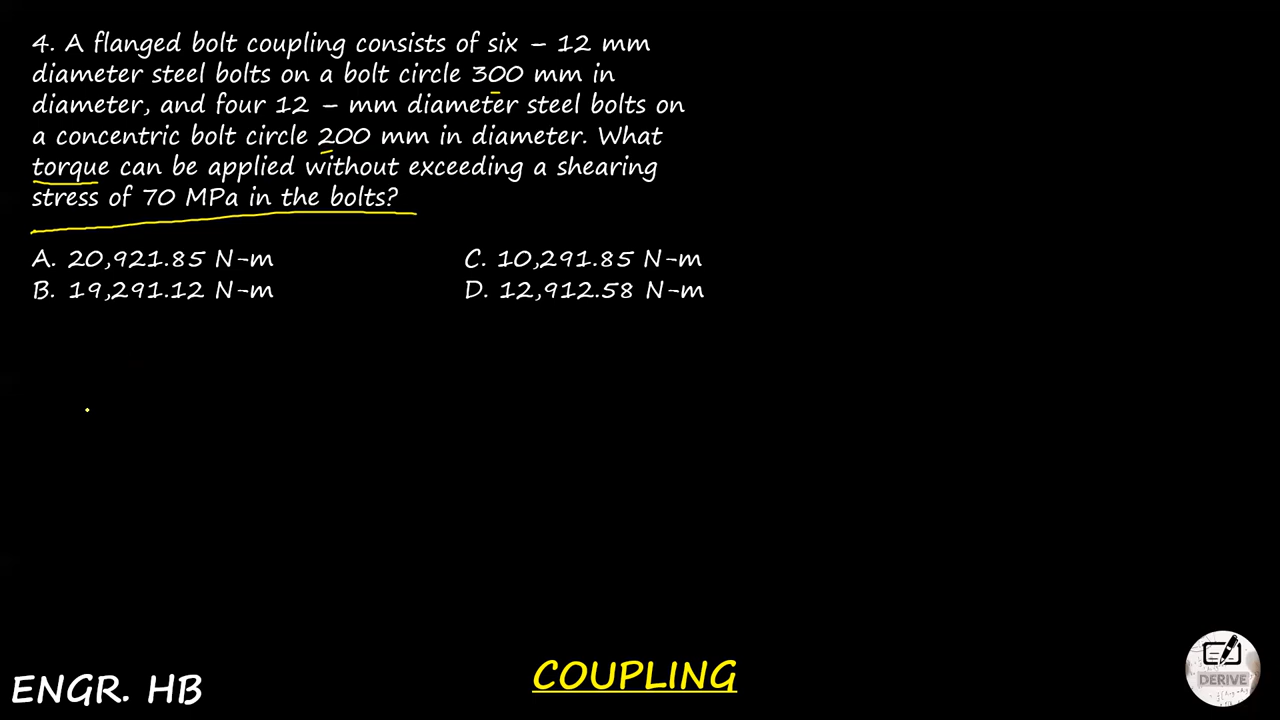 4. A flanged bolt coupling consists of six – 12 mm
diameter steel bolts on a bolt circle 300 mm in
diameter, and four 12 – mm diameter steel bolts on
a concentric bolt circle 200 mm in diameter. What
torque can be applied without exceeding a shearing
stress of 70 MPa in the bolts?
A. 20,921.85 N-m
B. 19,291.12 N-m
C. 10,291.85 N-m
D. 12,912.58 N-m
ENGR. HB
COUPLING
DERIVE